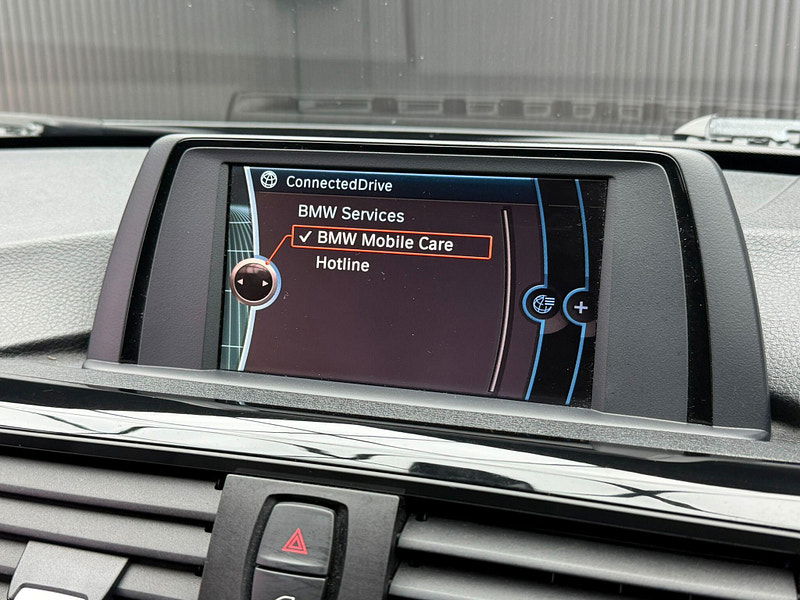 ConnectedDrive
BMW Services
✓ BMW Mobile Care
Hotline